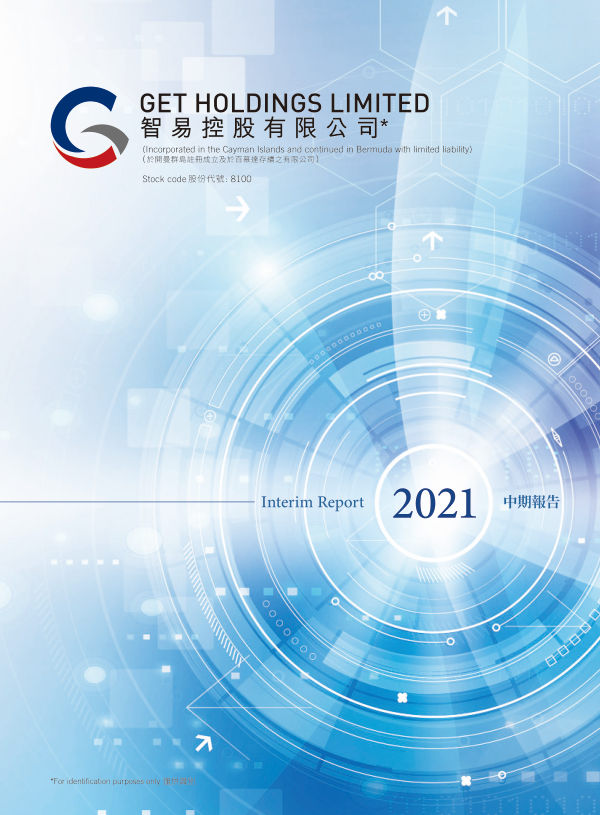 GET HOLDINGS LIMITED
智易控股有限公司*
(Incorporated in the Cayman Islands and continued in Bermuda with limited liability)
(於開曼群島註冊成立及於百慕達存續之有限公司)
Stock code 股份代號: 8100
Interim Report 2021 中期報告
*For identification purposes only 僅供識別